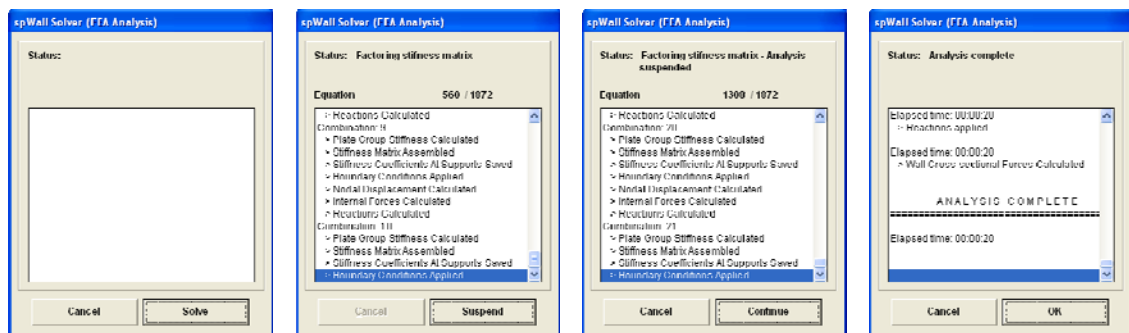 spWall Solver (FEA Analysis)
Status:
Cancel
Solve
spWall Solver (FEA Analysis)
Status: Factoring stifness matrix
Equation 560 / 1872
> Reactions Calculated
Combination: 9
> Plate Group Stiffness Calculated
> Stiffness Matrix Assembled
> Stiffness Coefficients At Supports Saved
> Boundary Conditions Applied
> Nodal Displacement Calculated
> Internal Forces Calculated
> Reactions Calculated
Combination: 10
> Plate Group Stiffness Calculated
> Stiffness Matrix Assembled
> Stiffness Coefficients At Supports Saved
> Boundary Conditions Applied
Cancel
Suspend
spWall Solver (FEA Analysis)
Status: Factoring stifness matrix - Analysis
suspended
Equation 1300 / 1872
> Reactions Calculated
Combination: 20
> Plate Group Stiffness Calculated
> Stiffness Matrix Assembled
> Stiffness Coefficients At Supports Saved
> Boundary Conditions Applied
> Nodal Displacement Calculated
> Internal Forces Calculated
> Reactions Calculated
Combination: 21
> Plate Group Stiffness Calculated
> Stiffness Matrix Assembled
> Stiffness Coefficients At Supports Saved
> Boundary Conditions Applied
Cancel
Continue
spWall Solver (FEA Analysis)
Status: Analysis complete
Elapsed time: 00:00:20
> Reactions applied
Elapsed time: 00:00:20
> Wall Cross-sectional Forces Calculated
ANALYSIS COMPLETE
Elapsed time: 00:00:20
Cancel
OK